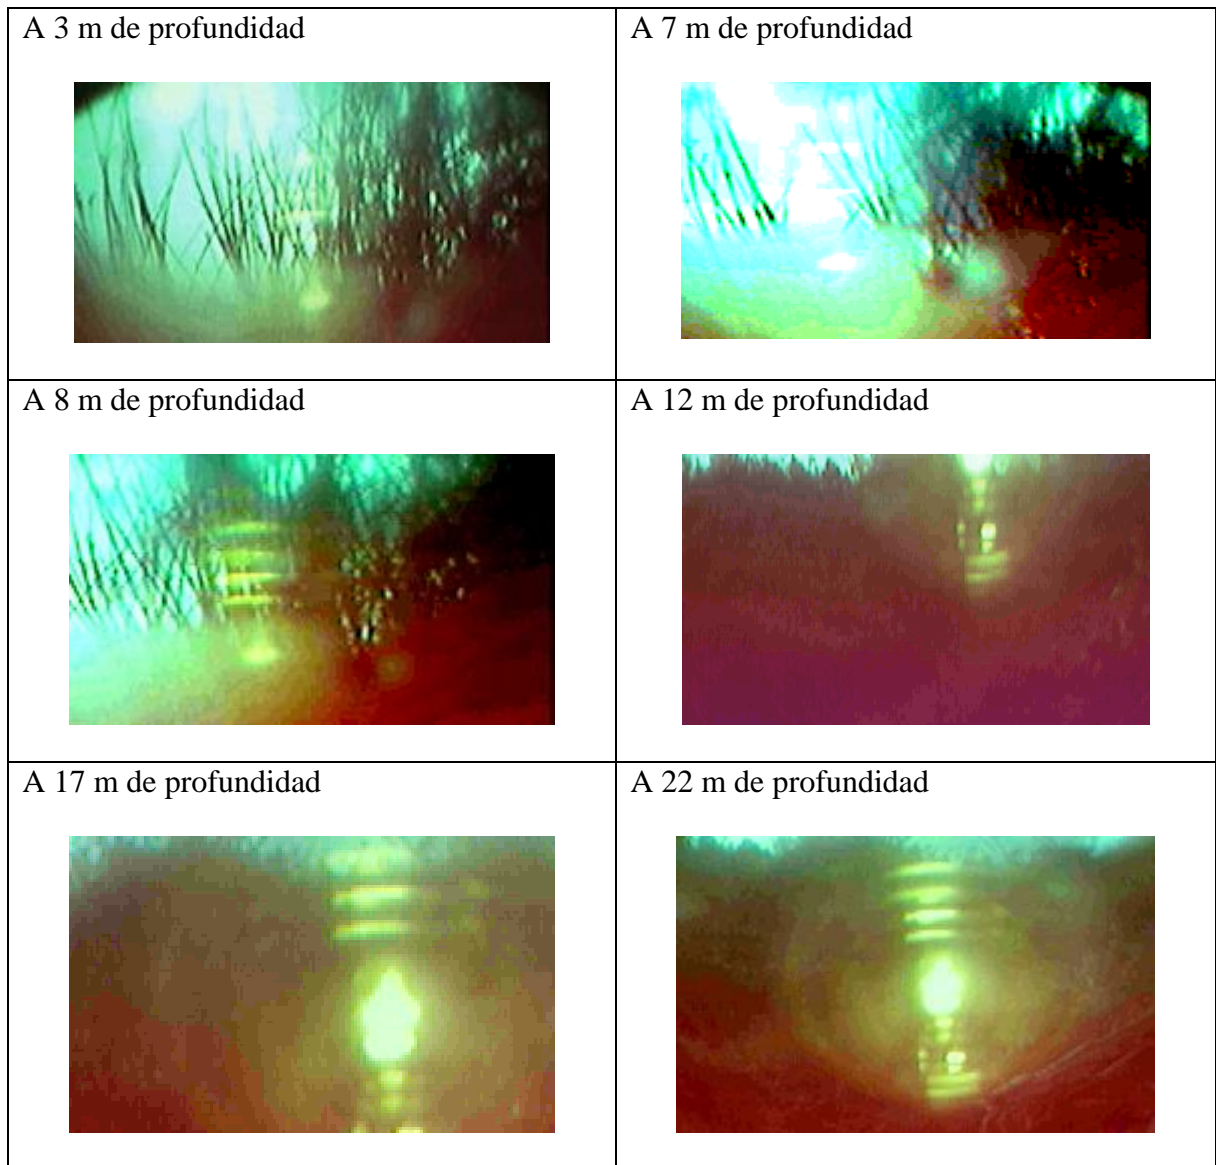 A 3 m de profundidad
A 7 m de profundidad
A 8 m de profundidad
A 12 m de profundidad
A 17 m de profundidad
A 22 m de profundidad